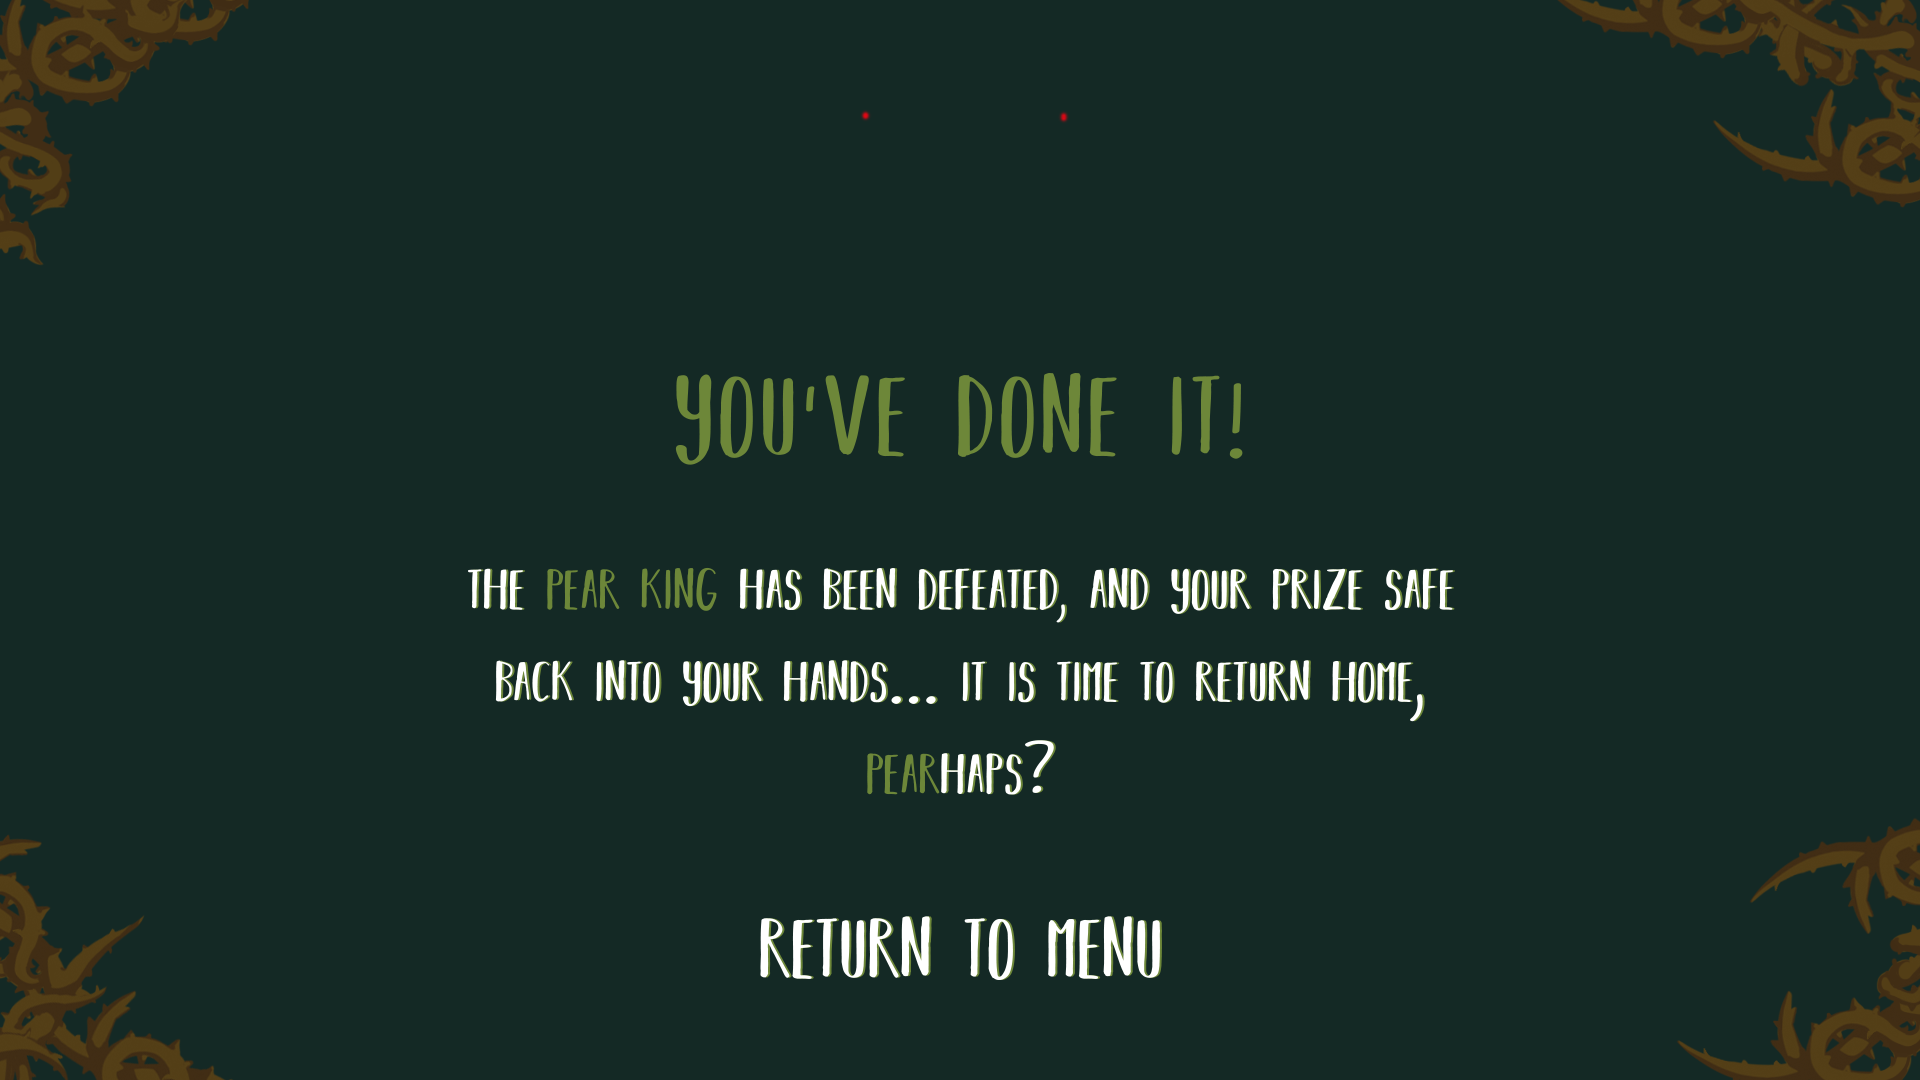 YOU'VE DONE IT!
THE PEAR KING HAS BEEN DEFEATED, AND YOUR PRIZE SAFE
BACK INTO YOUR HANDS... IT IS TIME TO RETURN HOME,
PEARHAPS?
RETURN TO MENU